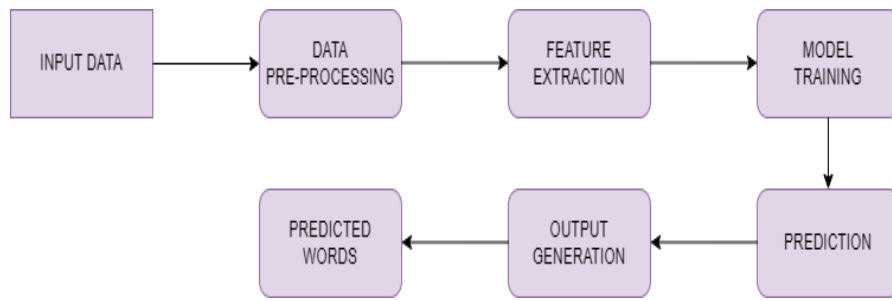 INPUT DATA
DATA
PRE-PROCESSING
FEATURE
EXTRACTION
MODEL
TRAINING
PREDICTION
OUTPUT
GENERATION
PREDICTED
WORDS